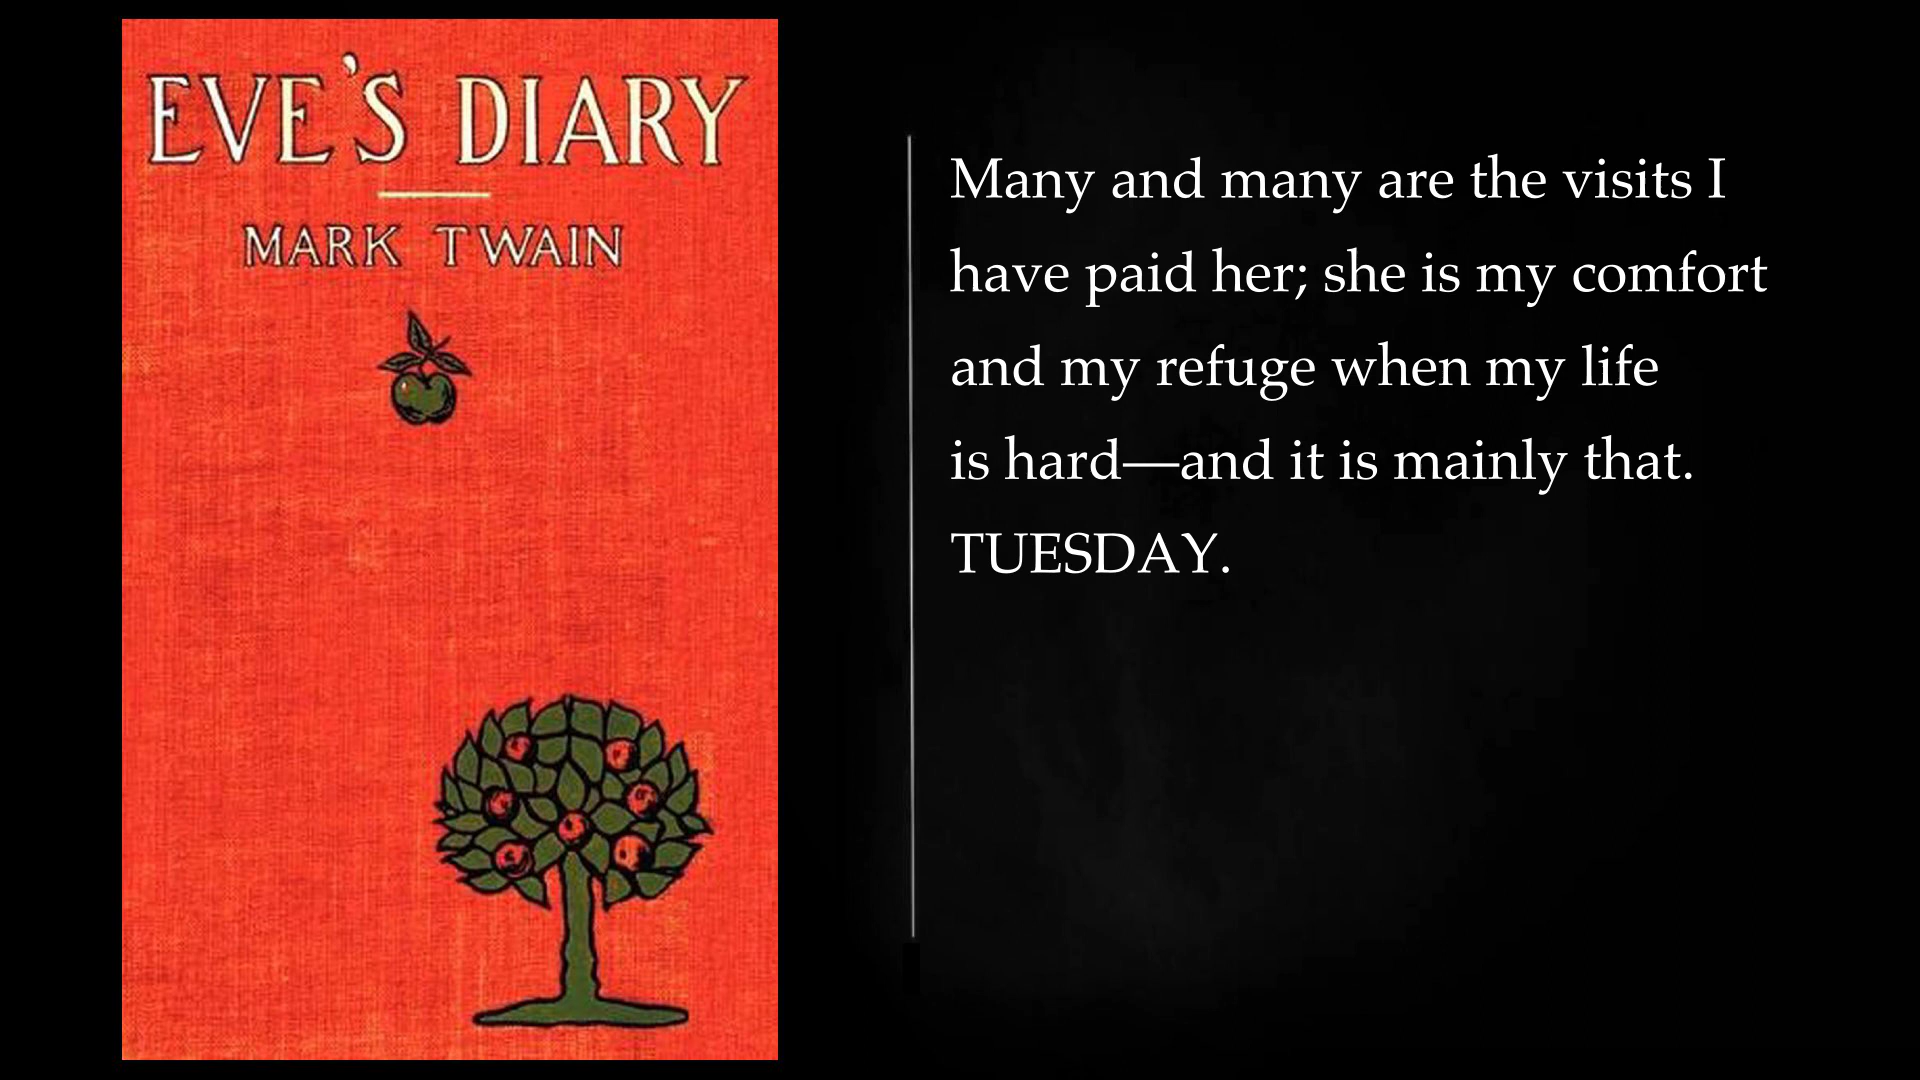 EVE'S DIARY
MARK TWAIN
Many and many are the visits I
have paid her; she is my comfort
and my refuge when my life
is hard—and it is mainly that.
TUESDAY.